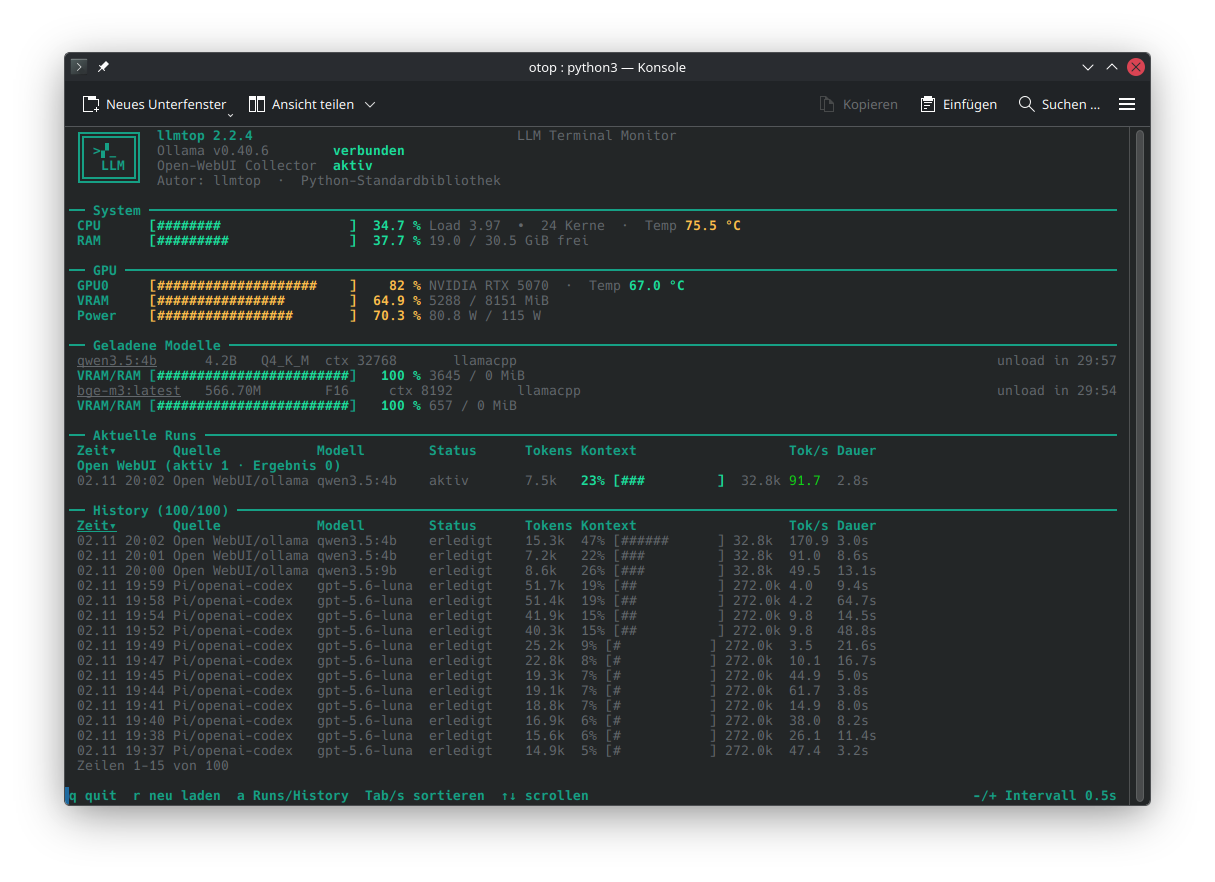 otop : python3 — Konsole
Neues Unterfenster Ansicht teilen Kopieren Einfügen Suchen ...
>_ LLM
llmtop 2.2.4 LLM Terminal Monitor
Ollama v0.40.6 verbunden
Open-WebUI Collector aktiv
Autor: llmtop · Python-Standardbibliothek
System
CPU [######## ] 34.7 % Load 3.97 • 24 Kerne · Temp 75.5 °C
RAM [######### ] 37.7 % 19.0 / 30.5 GiB frei
GPU
GPU0 [#################### ] 82 % NVIDIA RTX 5070 · Temp 67.0 °C
VRAM [################ ] 64.9 % 5288 / 8151 MiB
Power [################# ] 70.3 % 80.8 W / 115 W
Geladene Modelle
qwen3.5:4b 4.2B Q4_K_M ctx 32768 llamacpp unload in 29:57
VRAM/RAM [########################] 100 % 3645 / 0 MiB
bge-m3:latest 566.70M F16 ctx 8192 llamacpp unload in 29:54
VRAM/RAM [########################] 100 % 657 / 0 MiB
Aktuelle Runs
Zeit▾ Quelle Modell Status Tokens Kontext Tok/s Dauer
Open WebUI (aktiv 1 · Ergebnis 0)
02.11 20:02 Open WebUI/ollama qwen3.5:4b aktiv 7.5k 23% [### ] 32.8k 91.7 2.8s
History (100/100)
Zeit▾ Quelle Modell Status Tokens Kontext Tok/s Dauer
02.11 20:02 Open WebUI/ollama qwen3.5:4b erledigt 15.3k 47% [###### ] 32.8k 170.9 3.0s
02.11 20:01 Open WebUI/ollama qwen3.5:4b erledigt 7.2k 22% [### ] 32.8k 91.0 8.6s
02.11 20:00 Open WebUI/ollama qwen3.5:9b erledigt 8.6k 26% [### ] 32.8k 49.5 13.1s
02.11 19:59 Pi/openai-codex gpt-5.6-luna erledigt 51.7k 19% [## ] 272.0k 4.0 9.4s
02.11 19:58 Pi/openai-codex gpt-5.6-luna erledigt 51.4k 19% [## ] 272.0k 4.2 64.7s
02.11 19:54 Pi/openai-codex gpt-5.6-luna erledigt 41.9k 15% [## ] 272.0k 9.8 14.5s
02.11 19:52 Pi/openai-codex gpt-5.6-luna erledigt 40.3k 15% [## ] 272.0k 9.8 48.8s
02.11 19:49 Pi/openai-codex gpt-5.6-luna erledigt 25.2k 9% [# ] 272.0k 3.5 21.6s
02.11 19:47 Pi/openai-codex gpt-5.6-luna erledigt 22.8k 8% [# ] 272.0k 10.1 16.7s
02.11 19:45 Pi/openai-codex gpt-5.6-luna erledigt 19.3k 7% [# ] 272.0k 44.9 5.0s
02.11 19:44 Pi/openai-codex gpt-5.6-luna erledigt 19.1k 7% [# ] 272.0k 61.7 3.8s
02.11 19:41 Pi/openai-codex gpt-5.6-luna erledigt 18.8k 7% [# ] 272.0k 14.9 8.0s
02.11 19:40 Pi/openai-codex gpt-5.6-luna erledigt 16.9k 6% [# ] 272.0k 38.0 8.2s
02.11 19:38 Pi/openai-codex gpt-5.6-luna erledigt 15.6k 6% [# ] 272.0k 26.1 11.4s
02.11 19:37 Pi/openai-codex gpt-5.6-luna erledigt 14.9k 5% [# ] 272.0k 47.4 3.2s
Zeilen 1-15 von 100
q quit r neu laden a Runs/History Tab/s sortieren ↑↓ scrollen -/+ Intervall 0.5s